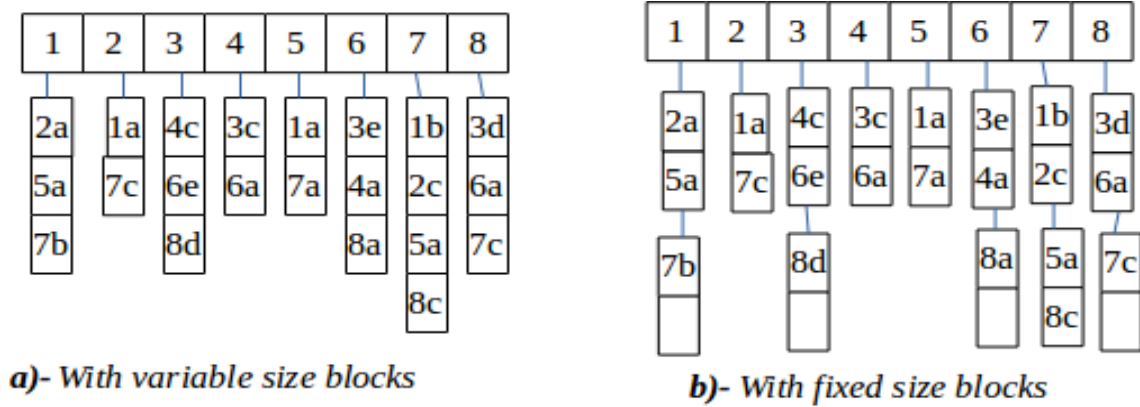 1 2 3 4 5 6 7 8
2a 1a 4c 3c 1a 3e 1b 3d
5a 7c 6e 6a 7a 4a 2c 6a
7b 8d 8a 5a 7c
8c
a)- With variable size blocks
1 2 3 4 5 6 7 8
2a 1a 4c 3c 1a 3e 1b 3d
5a 7c 6e 6a 7a 4a 2c 6a
7b 8d 8a 5a 7c
8c
b)- With fixed size blocks